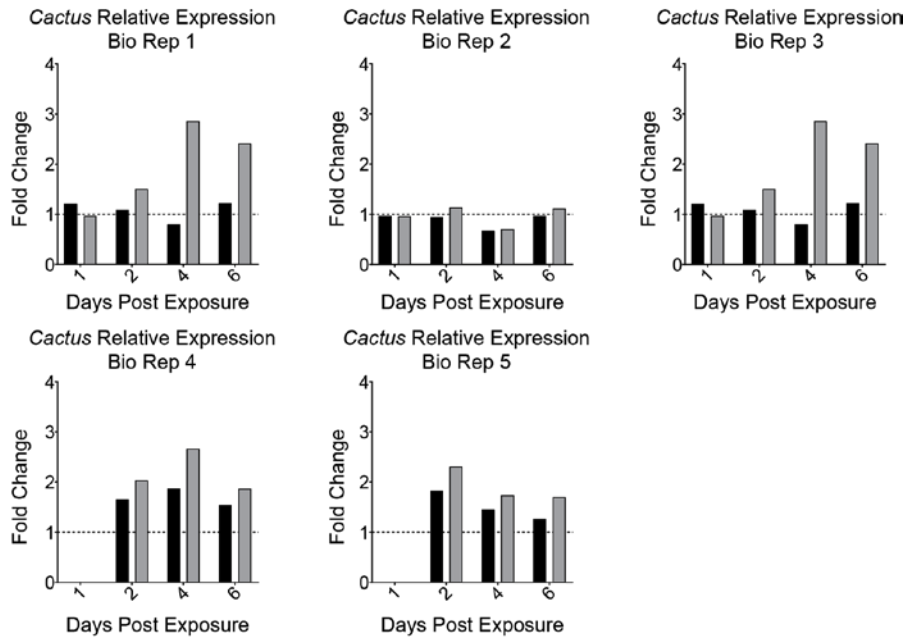 Cactus Relative Expression
Bio Rep 1
4
3
2
1
0
Fold Change
1
2
4
6
Days Post Exposure
Cactus Relative Expression
Bio Rep 2
4
3
2
1
0
Fold Change
1
2
4
6
Days Post Exposure
Cactus Relative Expression
Bio Rep 3
4
3
2
1
0
Fold Change
1
2
4
6
Days Post Exposure
Cactus Relative Expression
Bio Rep 4
4
3
2
1
0
Fold Change
1
2
4
6
Days Post Exposure
Cactus Relative Expression
Bio Rep 5
4
3
2
1
0
Fold Change
1
2
4
6
Days Post Exposure